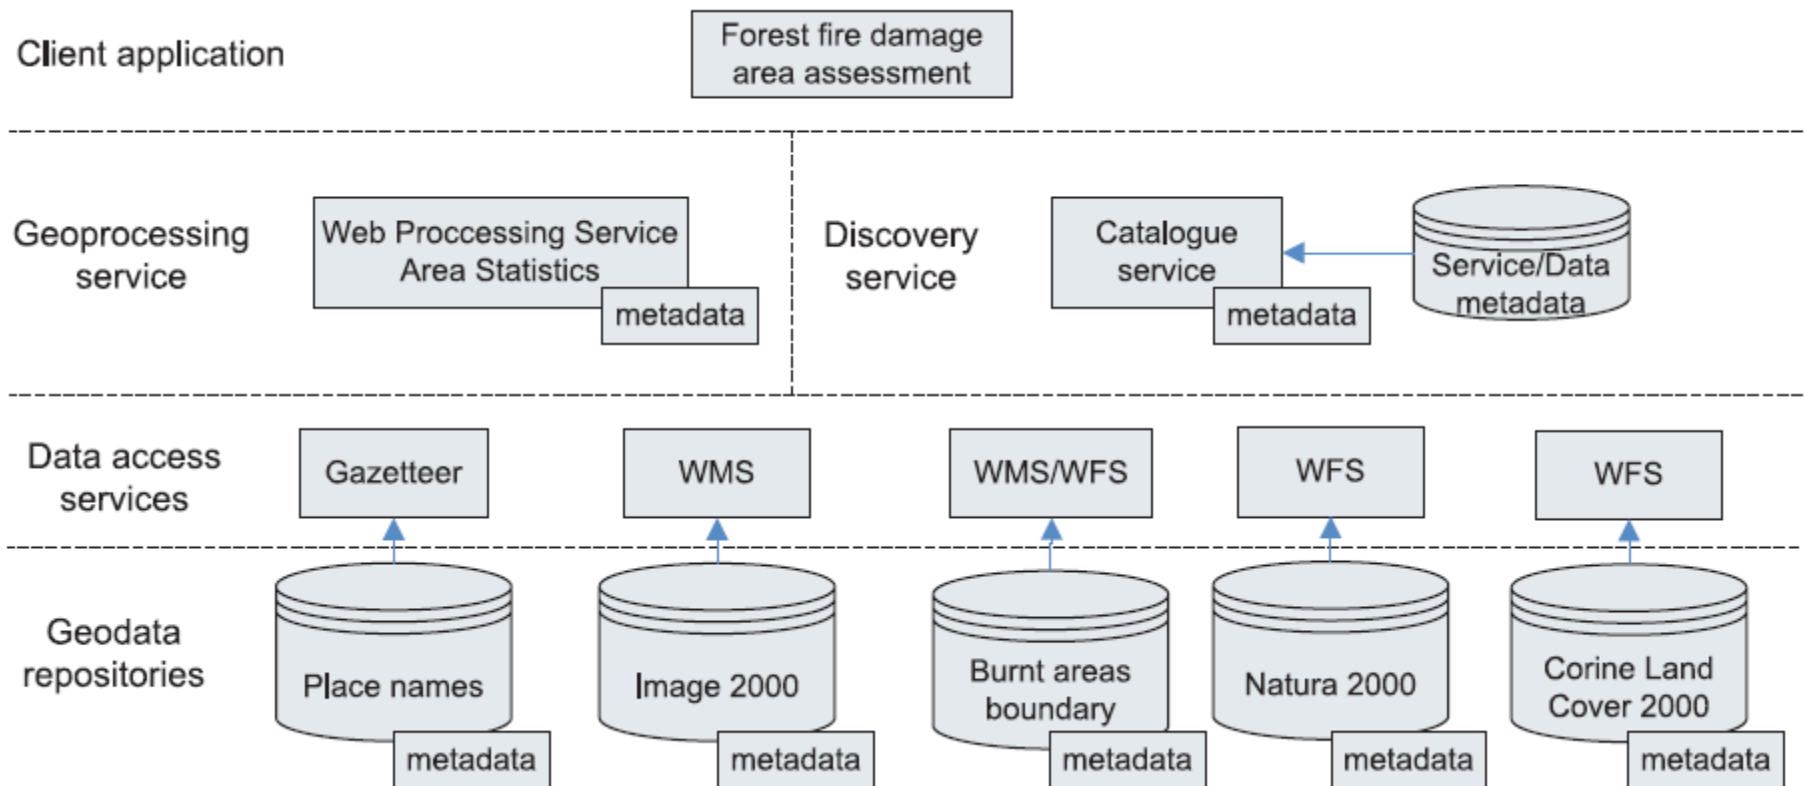 Client application
Forest fire damage
area assessment
Geoprocessing
service
Web Proccessing Service
Area Statistics
metadata
Discovery
service
Catalogue
service
metadata
Service/Data
metadata
Data access
services
Gazetteer
WMS
WMS/WFS
WFS
WFS
Geodata
repositories
Place names
metadata
Image 2000
metadata
Burnt areas
boundary
metadata
Natura 2000
metadata
Corine Land
Cover 2000
metadata